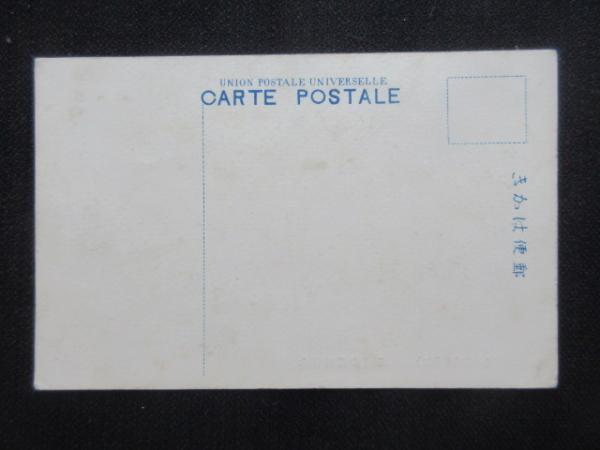 UNION POSTALE UNIVERSELLE
CARTE POSTALE
きかは便郵